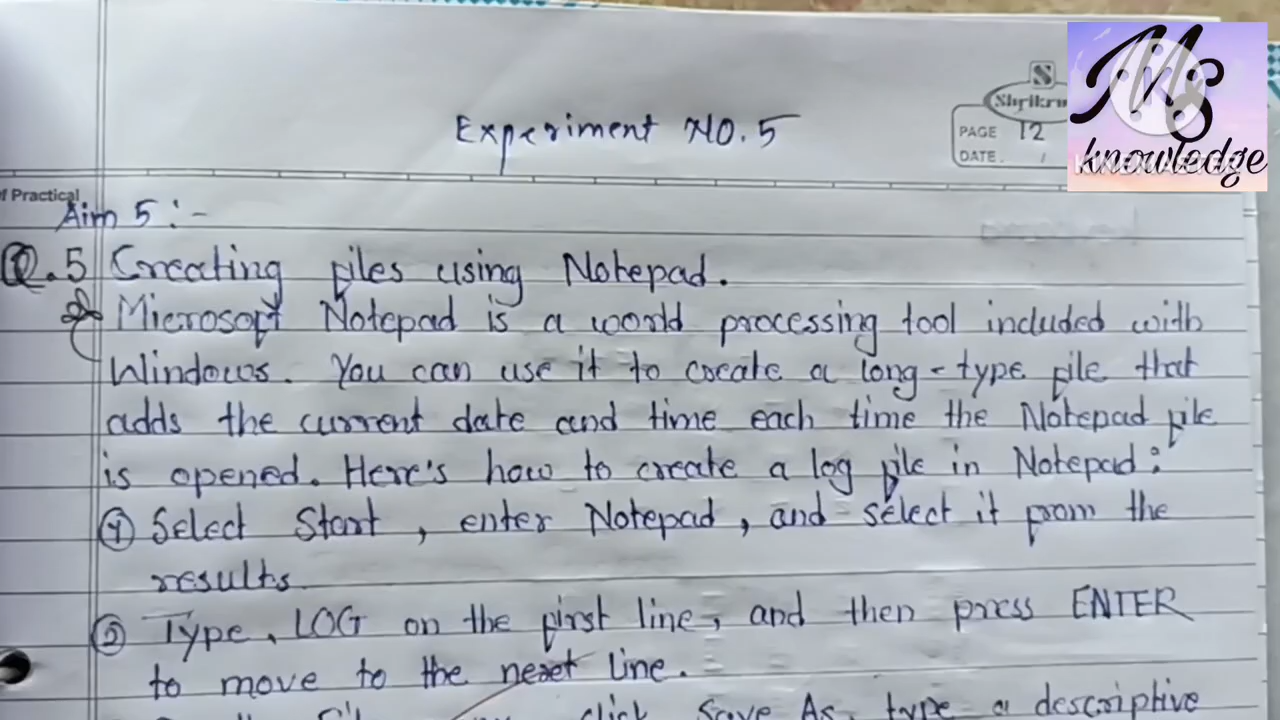 Experiment NO. 5
S
Shrikr
PAGE 12
DATE. /
MS
knowledge
of Practical
Aim 5 :-
Q.5 Creating files using Notepad.
Microsoft Notepad is a world processing tool included with
Windows. You can use it to create a long-type file that
adds the current date and time each time the Notepad file
is opened. Here's how to create a log file in Notepad:
① Select Start, enter Notepad, and select it from the
results.
② Type, LOG on the first line, and then press ENTER
to move to the next line.
click Save As, type a descriptive